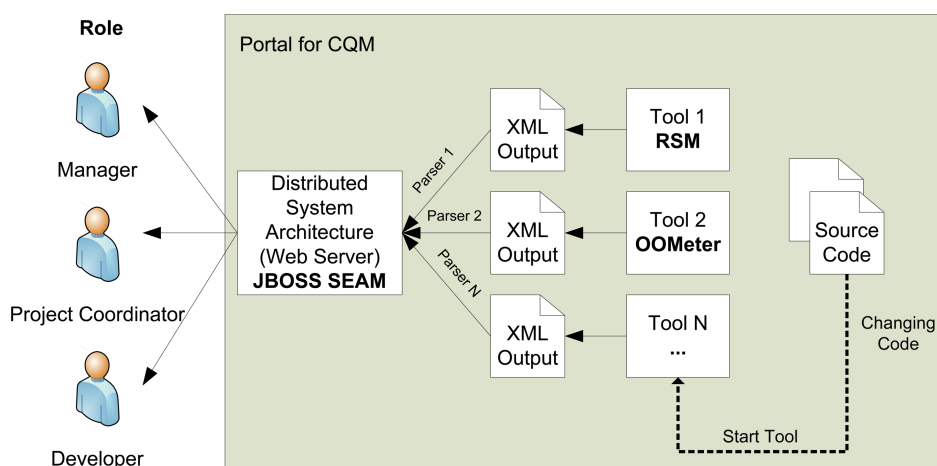 Role
Manager
Project Coordinator
Developer
Portal for CQM
Distributed
System
Architecture
(Web Server)
JBOSS SEAM
Parser 1
Parser 2
Parser N
XML
Output
XML
Output
XML
Output
Tool 1
RSM
Tool 2
OOMeter
Tool N
...
Source
Code
Changing
Code
Start Tool